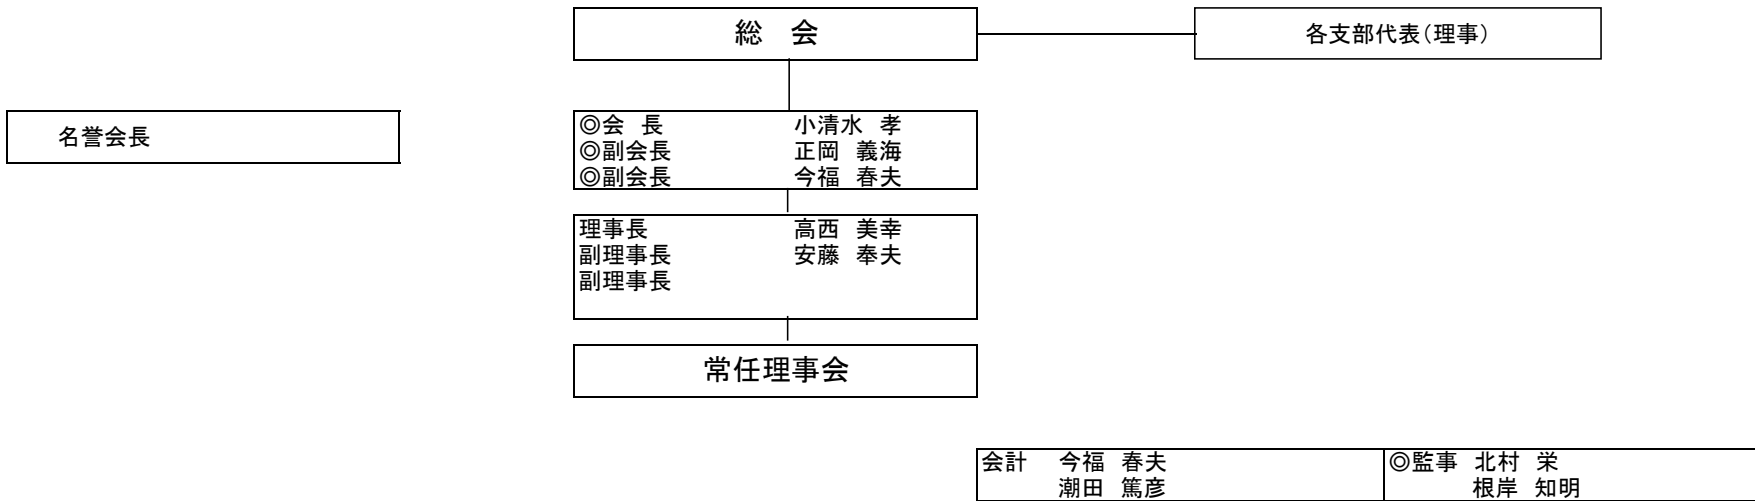 総　会
各支部代表（理事）
名誉会長
◎会　長　小清水　孝
◎副会長　正岡　義海
◎副会長　今福　春夫
理事長　高西　美幸
副理事長　安藤　奉夫
副理事長
常任理事会
会計　今福　春夫
潮田　篤彦
◎監事　北村　栄
根岸　知明